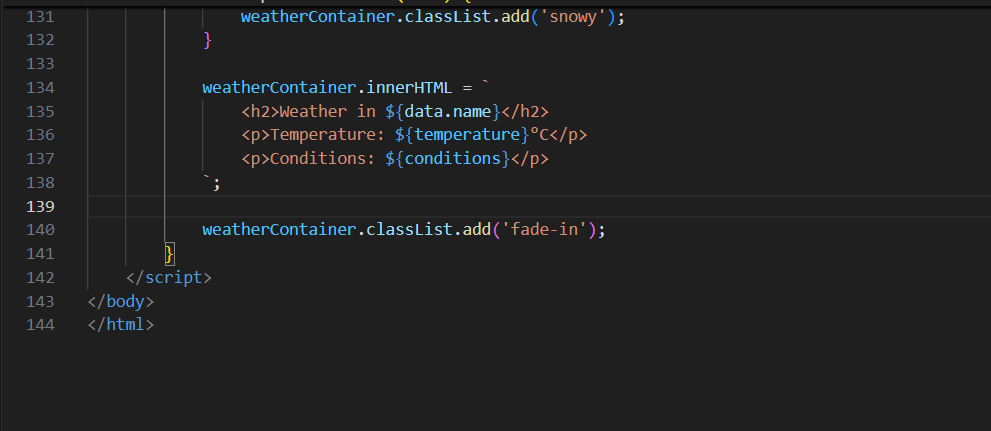 131 weatherContainer.classList.add('snowy');
132 }
133
134 weatherContainer.innerHTML = `
135 <h2>Weather in ${data.name}</h2>
136 <p>Temperature: ${temperature}°C</p>
137 <p>Conditions: ${conditions}</p>
138 `;
139
140 weatherContainer.classList.add('fade-in');
141 }
142 </script>
143 </body>
144 </html>